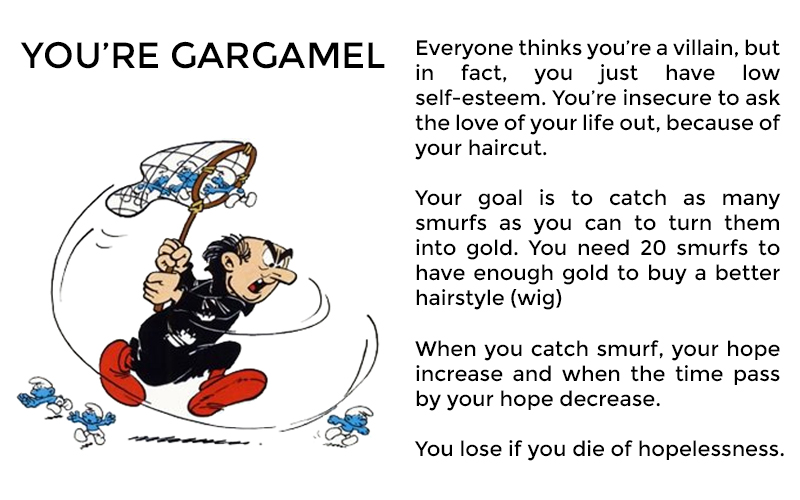 YOU'RE GARGAMEL
Everyone thinks you're a villain, but
in fact, you just have low
self-esteem. You're insecure to ask
the love of your life out, because of
your haircut.
Your goal is to catch as many
smurfs as you can to turn them
into gold. You need 20 smurfs to
have enough gold to buy a better
hairstyle (wig)
When you catch smurf, your hope
increase and when the time pass
by your hope decrease.
You lose if you die of hopelessness.